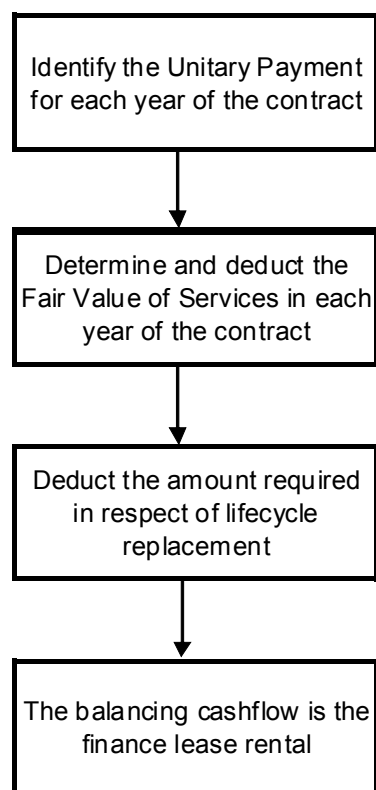 Identify the Unitary Payment
for each year of the contract
Determine and deduct the
Fair Value of Services in each
year of the contract
Deduct the amount required
in respect of lifecycle
replacement
The balancing cashflow is the
finance lease rental